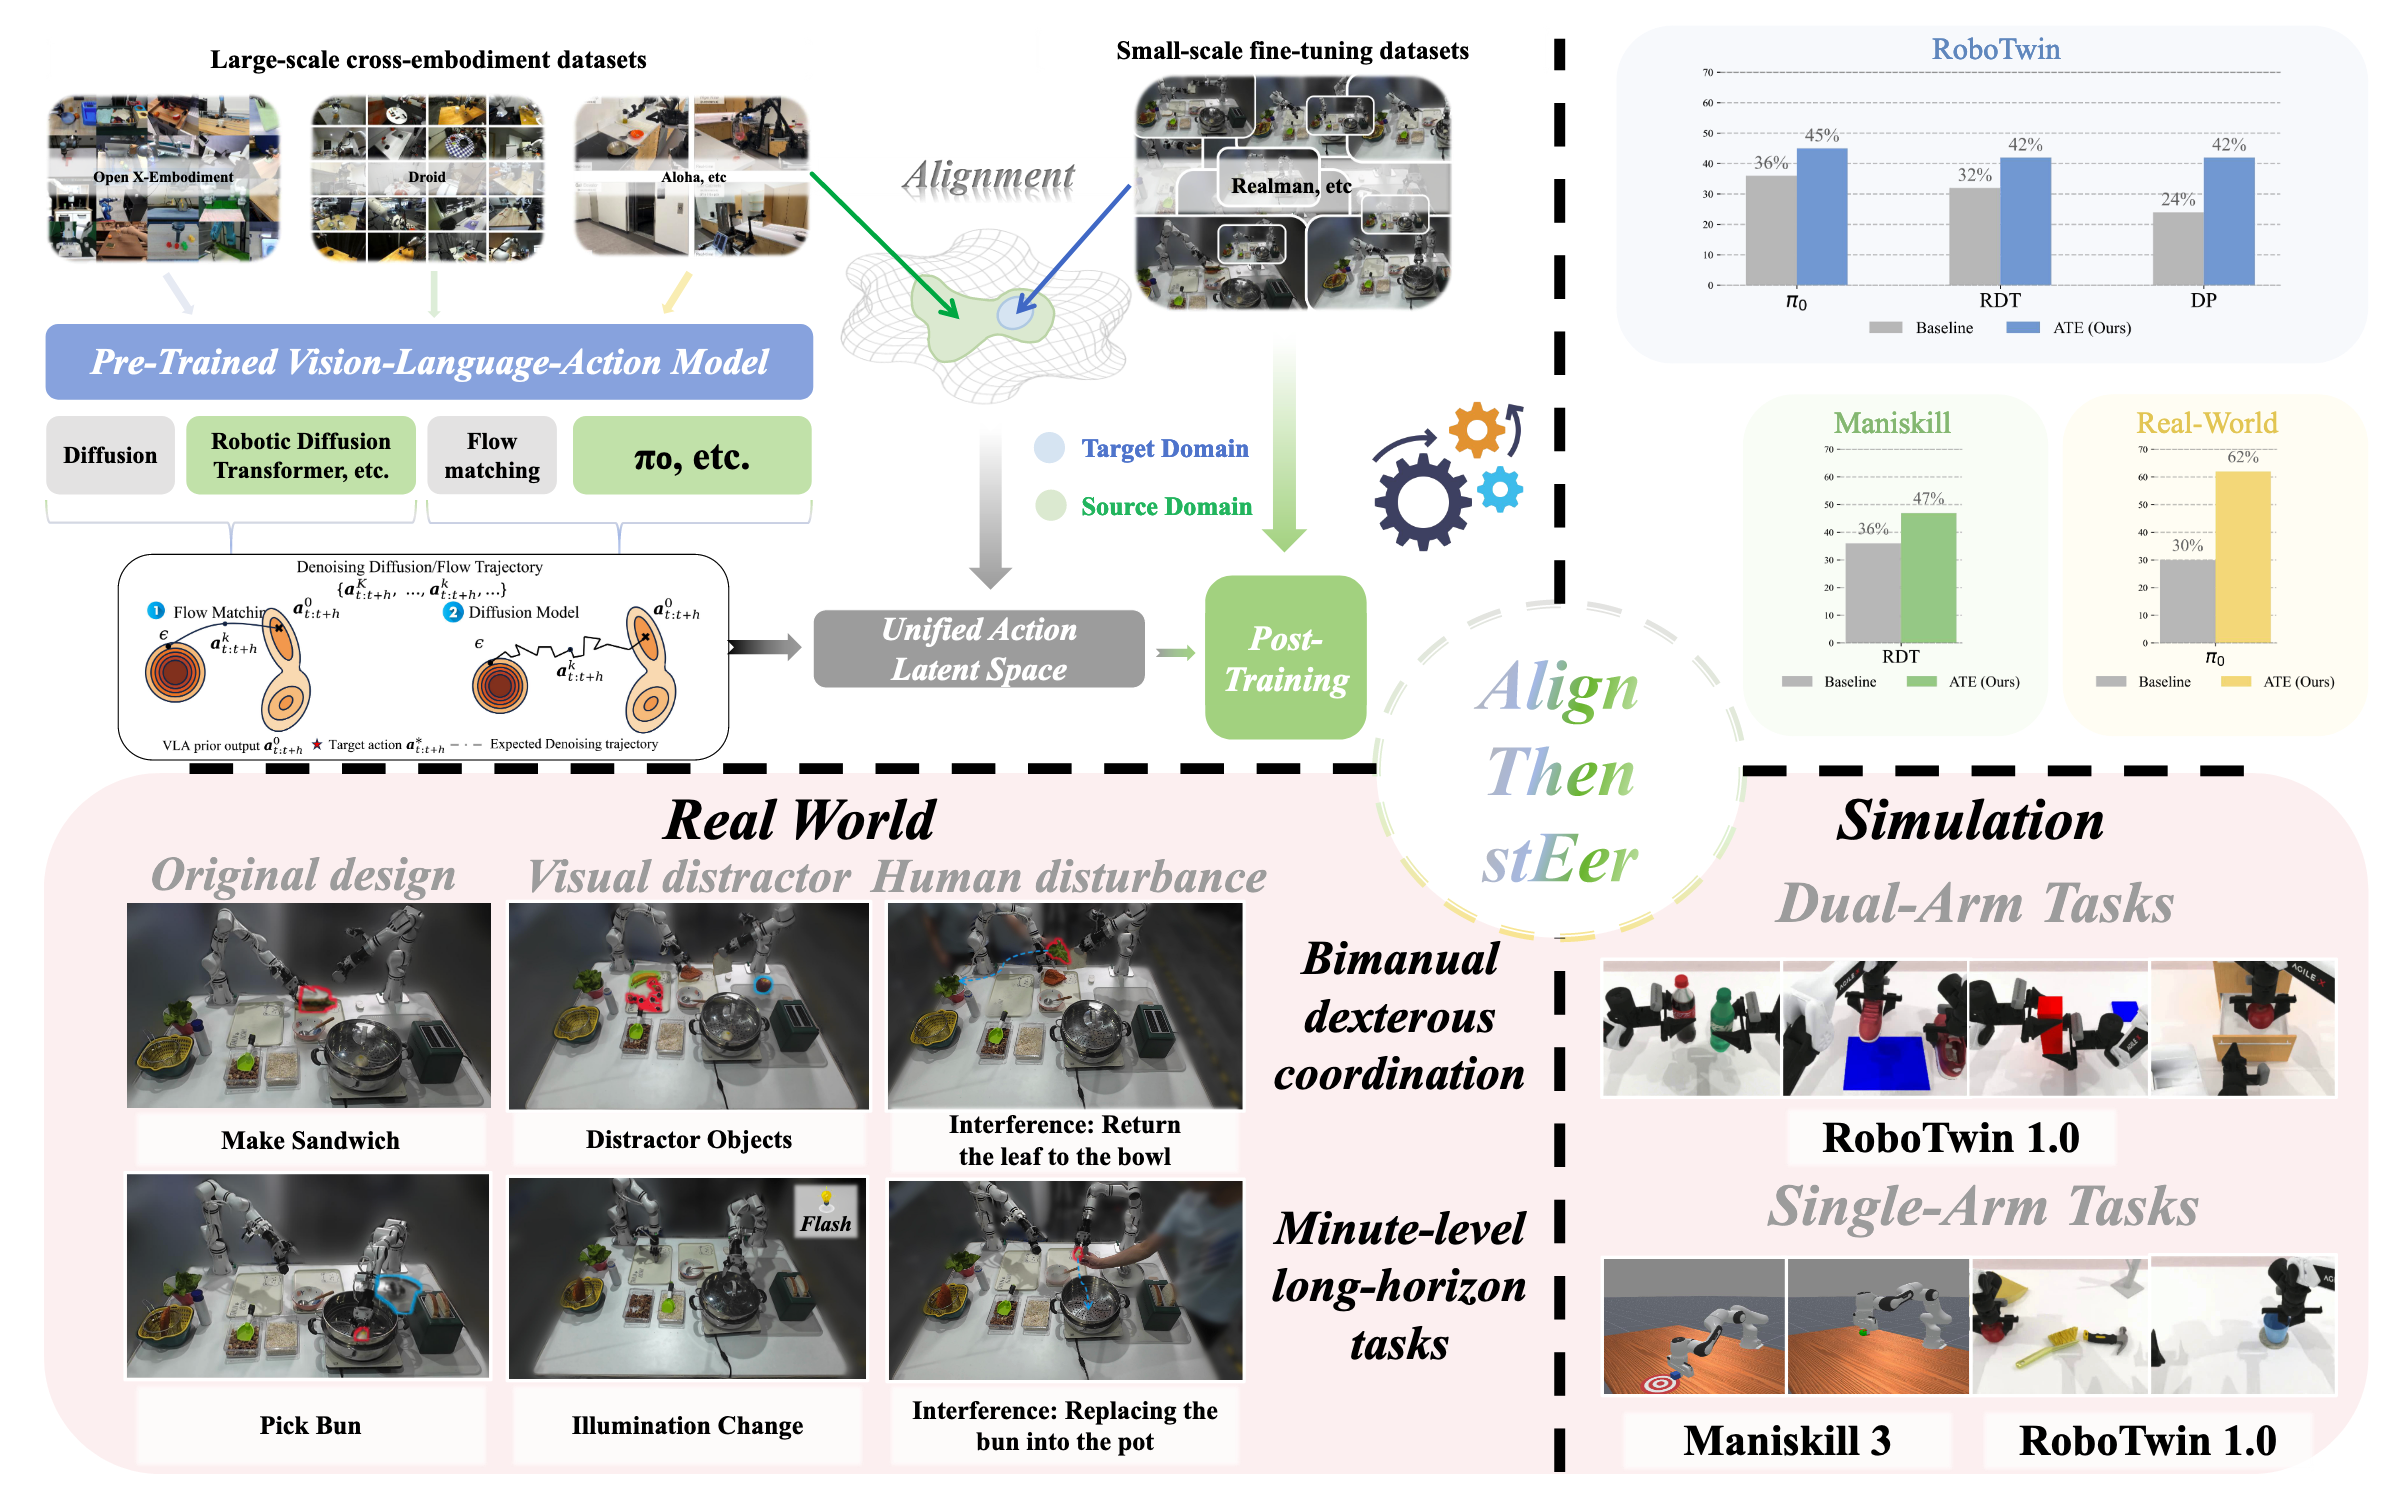 Large-scale cross-embodiment datasets
Open X-Embodiment
Droid
Aloha, etc
Alignment
Small-scale fine-tuning datasets
Realman, etc
Pre-Trained Vision-Language-Action Model
Diffusion
Robotic Diffusion
Transformer, etc.
Flow
matching
π₀, etc.
Target Domain
Source Domain
Denoising Diffusion/Flow Trajectory
{a^K_{t:t+h}, …, a^k_{t:t+h}, …}
1 Flow Matchin
a^0_{t:t+h}
ϵ
a^k_{t:t+h}
2 Diffusion Model
a^0_{t:t+h}
ϵ
a^k_{t:t+h}
VLA prior output a^0_{t:t+h} ★ Target action a^*_{t:t+h} Expected Denoising trajectory
Unified Action
Latent Space
Post-
Training
RoboTwin
70
60
50
40
30
20
10
0
36%
45%
32%
42%
24%
42%
π₀
RDT
DP
Baseline
ATE (Ours)
Maniskill
70
60
50
40
30
20
10
0
36%
47%
RDT
Baseline
ATE (Ours)
Real-World
70
60
50
40
30
20
10
0
30%
62%
π₀
Baseline
ATE (Ours)
Align
Then
stEer
Real World
Original design
Visual distractor
Human disturbance
Make Sandwich
Distractor Objects
Interference: Return
the leaf to the bowl
Flash
Pick Bun
Illumination Change
Interference: Replacing the
bun into the pot
Bimanual
dexterous
coordination
Minute-level
long-horizon
tasks
Simulation
Dual-Arm Tasks
AGILE X
AGILE
RoboTwin 1.0
Single-Arm Tasks
Maniskill 3
RoboTwin 1.0